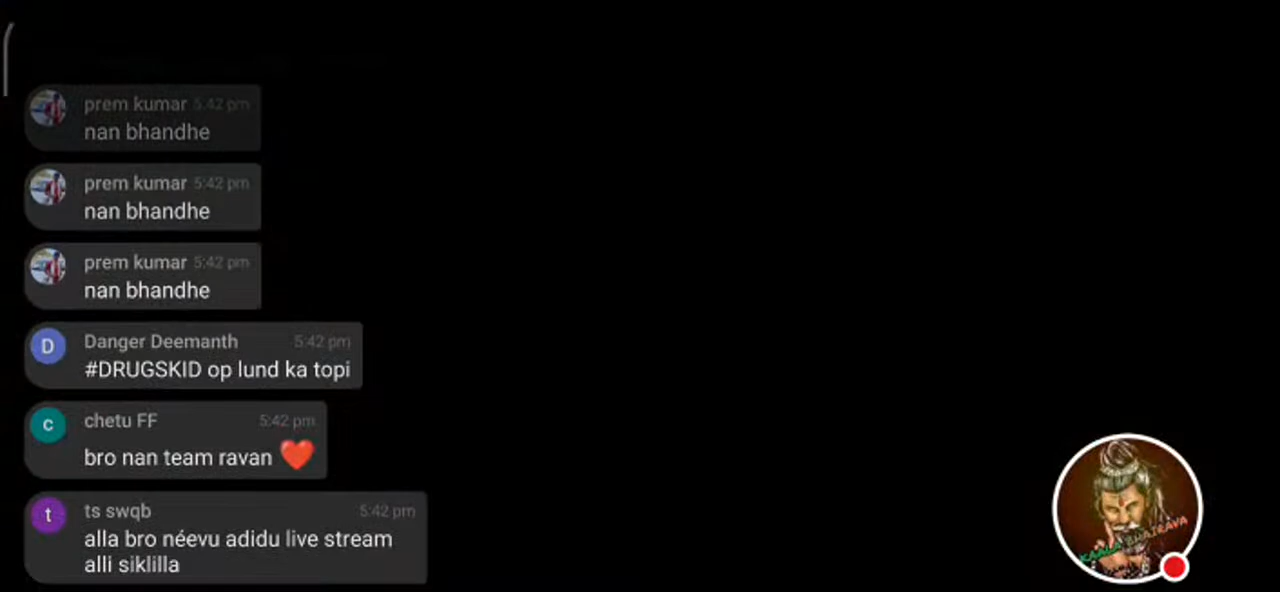 prem kumar 5:42 pm
nan bhandhe
prem kumar 5:42 pm
nan bhandhe
prem kumar 5:42 pm
nan bhandhe
D
Danger Deemanth 5:42 pm
#DRUGSKID op lund ka topi
c
chetu FF 5:42 pm
bro nan team ravan ❤️
t
ts swqb 5:42 pm
alla bro néevu adidu live stream
alli siklilla
KAALA BHAIRAVA